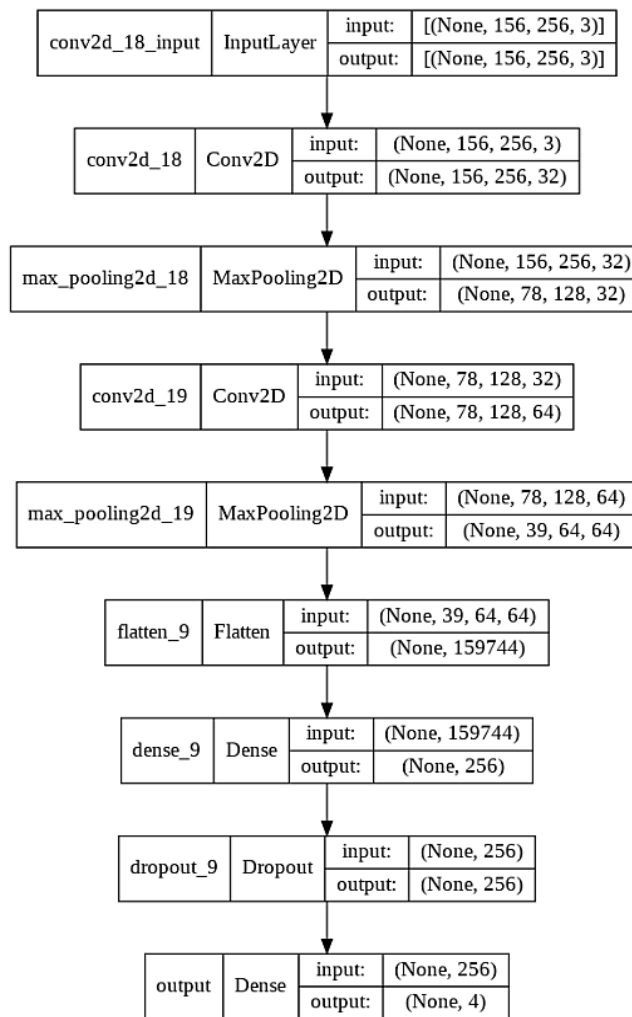 conv2d_18_input InputLayer input: [(None, 156, 256, 3)]
output: [(None, 156, 256, 3)]
conv2d_18 Conv2D input: (None, 156, 256, 3)
output: (None, 156, 256, 32)
max_pooling2d_18 MaxPooling2D input: (None, 156, 256, 32)
output: (None, 78, 128, 32)
conv2d_19 Conv2D input: (None, 78, 128, 32)
output: (None, 78, 128, 64)
max_pooling2d_19 MaxPooling2D input: (None, 78, 128, 64)
output: (None, 39, 64, 64)
flatten_9 Flatten input: (None, 39, 64, 64)
output: (None, 159744)
dense_9 Dense input: (None, 159744)
output: (None, 256)
dropout_9 Dropout input: (None, 256)
output: (None, 256)
output Dense input: (None, 256)
output: (None, 4)